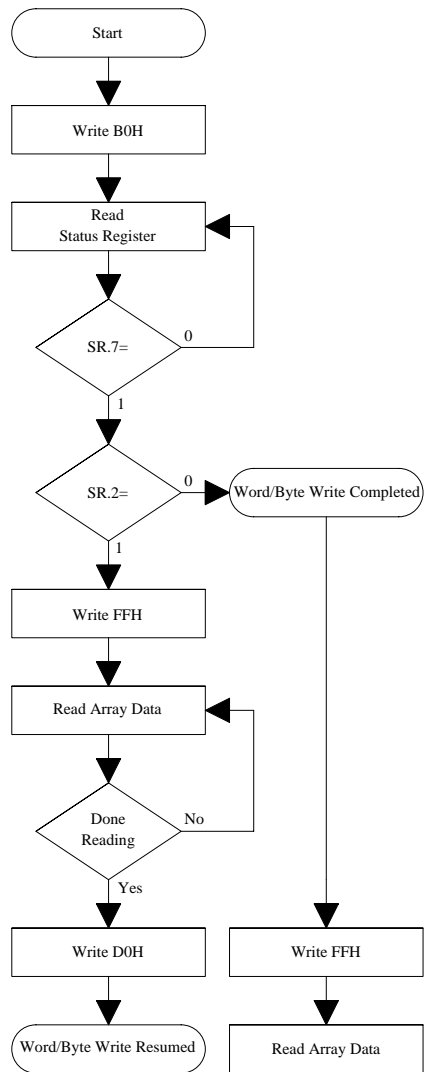 Start
Write B0H
Read
Status Register
SR.7=
0
1
SR.2=
0
Word/Byte Write Completed
1
Write FFH
Read Array Data
Done
Reading
No
Yes
Write D0H
Write FFH
Word/Byte Write Resumed
Read Array Data